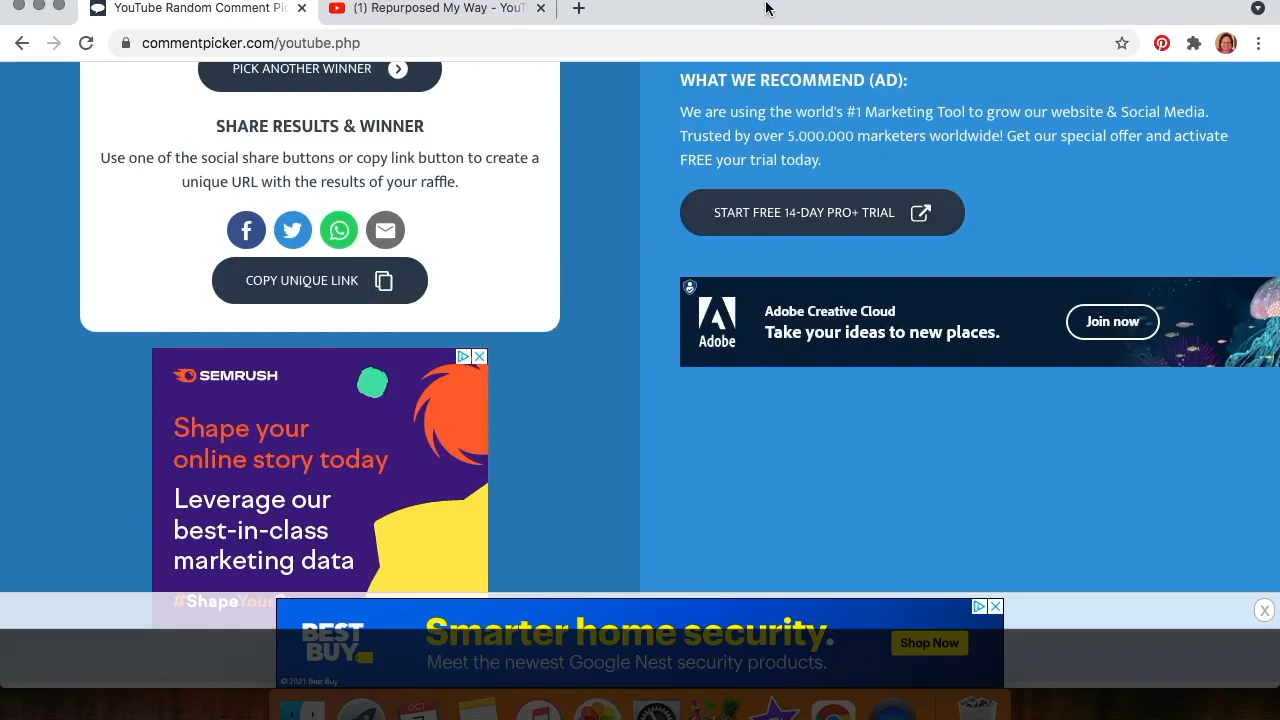 YouTube Random Comment Pic
(1) Repurposed My Way - YouT
commentpicker.com/youtube.php
PICK ANOTHER WINNER
SHARE RESULTS & WINNER
Use one of the social share buttons or copy link button to create a
unique URL with the results of your raffle.
COPY UNIQUE LINK
WHAT WE RECOMMEND (AD):
We are using the world's #1 Marketing Tool to grow our website & Social Media.
Trusted by over 5.000.000 marketers worldwide! Get our special offer and activate
FREE your trial today.
START FREE 14-DAY PRO+ TRIAL
Adobe
Adobe Creative Cloud
Take your ideas to new places.
Join now
SEMRUSH
Shape your
online story today
Leverage our
best-in-class
marketing data
#ShapeYour
BEST
BUY
Smarter home security.
Meet the newest Google Nest security products.
Shop Now
© 2021 Best Buy
X
OCT